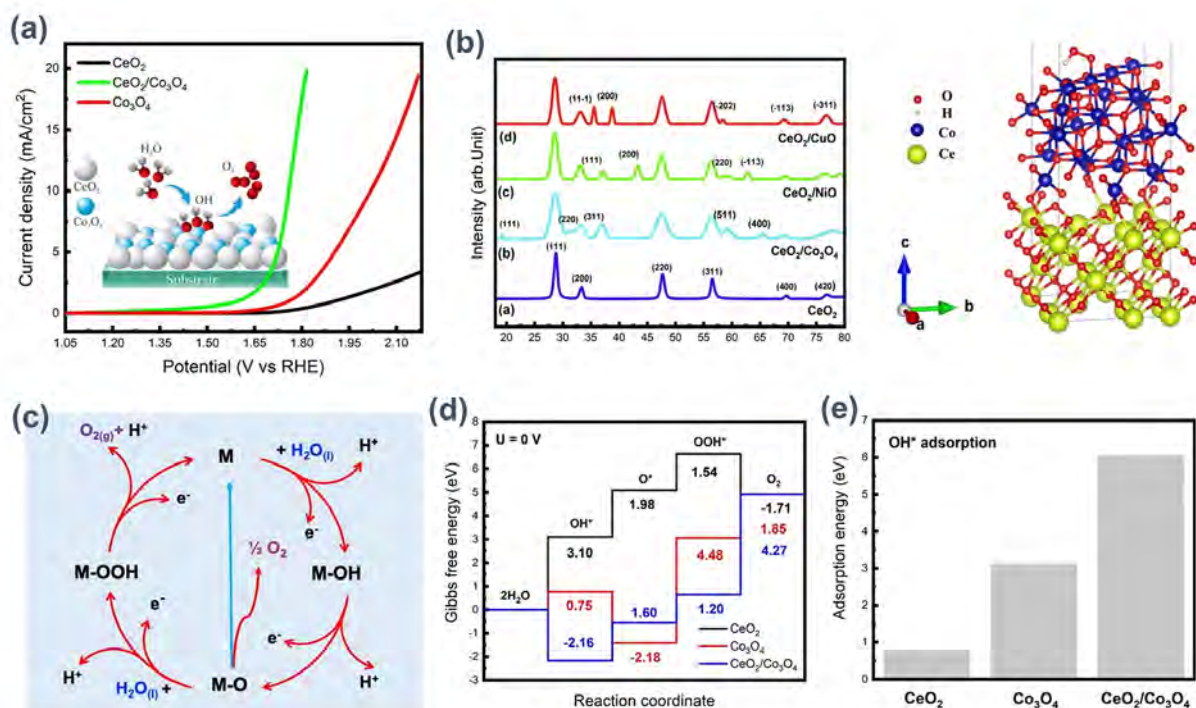 (a)
20
15
10
5
0
Current density (mA/cm²)
CeO₂
CeO₂/Co₃O₄
Co₃O₄
H₂O
O₂
OH
CeO₂
Co₃O₄
Substrate
1.05 1.20 1.35 1.50 1.65 1.80 1.95 2.10
Potential (V vs RHE)
(b)
Intensity (arb.Unit)
(11-1) (200) (-202) (-113) (-311)
(d) CeO₂/CuO
(111) (200) (220) (-113)
(c) CeO₂/NiO
(111) (220) (311) (511) (400)
(b) CeO₂/Co₃O₄
(111) (200) (220) (311) (400) (420)
(a) CeO₂
20 25 30 35 40 45 50 55 60 65 70 75 80
O
H
Co
Ce
c
b
a
(c)
O₂(g)+ H⁺
M
+ H₂O(l)
H⁺
e⁻
e⁻
½ O₂
M-OOH
M-OH
e⁻
e⁻
H⁺
H₂O(l) +
M-O
H⁺
(d)
Gibbs free energy (eV)
8
7
6
5
4
3
2
1
0
-1
-2
-3
U = 0 V
OOH*
1.54
O*
1.98
O₂
OH*
3.10
-1.71
1.85
4.27
4.48
2H₂O
0.75
1.60
1.20
-2.16
-2.18
CeO₂
Co₃O₄
CeO₂/Co₃O₄
Reaction coordinate
(e)
OH* adsorption
Adsorption energy (eV)
7
6
5
4
3
2
1
0
CeO₂ Co₃O₄ CeO₂/Co₃O₄